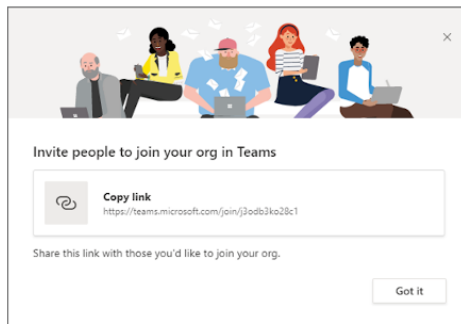 Invite people to join your org in Teams
Copy link
https://teams.microsoft.com/join/j3odb3ko28c1
Share this link with those you'd like to join your org.
Got it